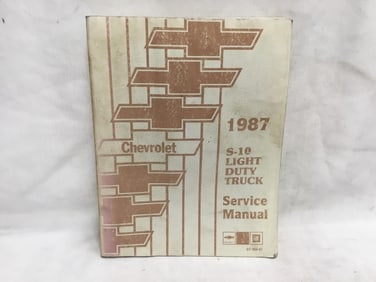 Chevrolet
1987
S-10
LIGHT
DUTY
TRUCK
Service
Manual